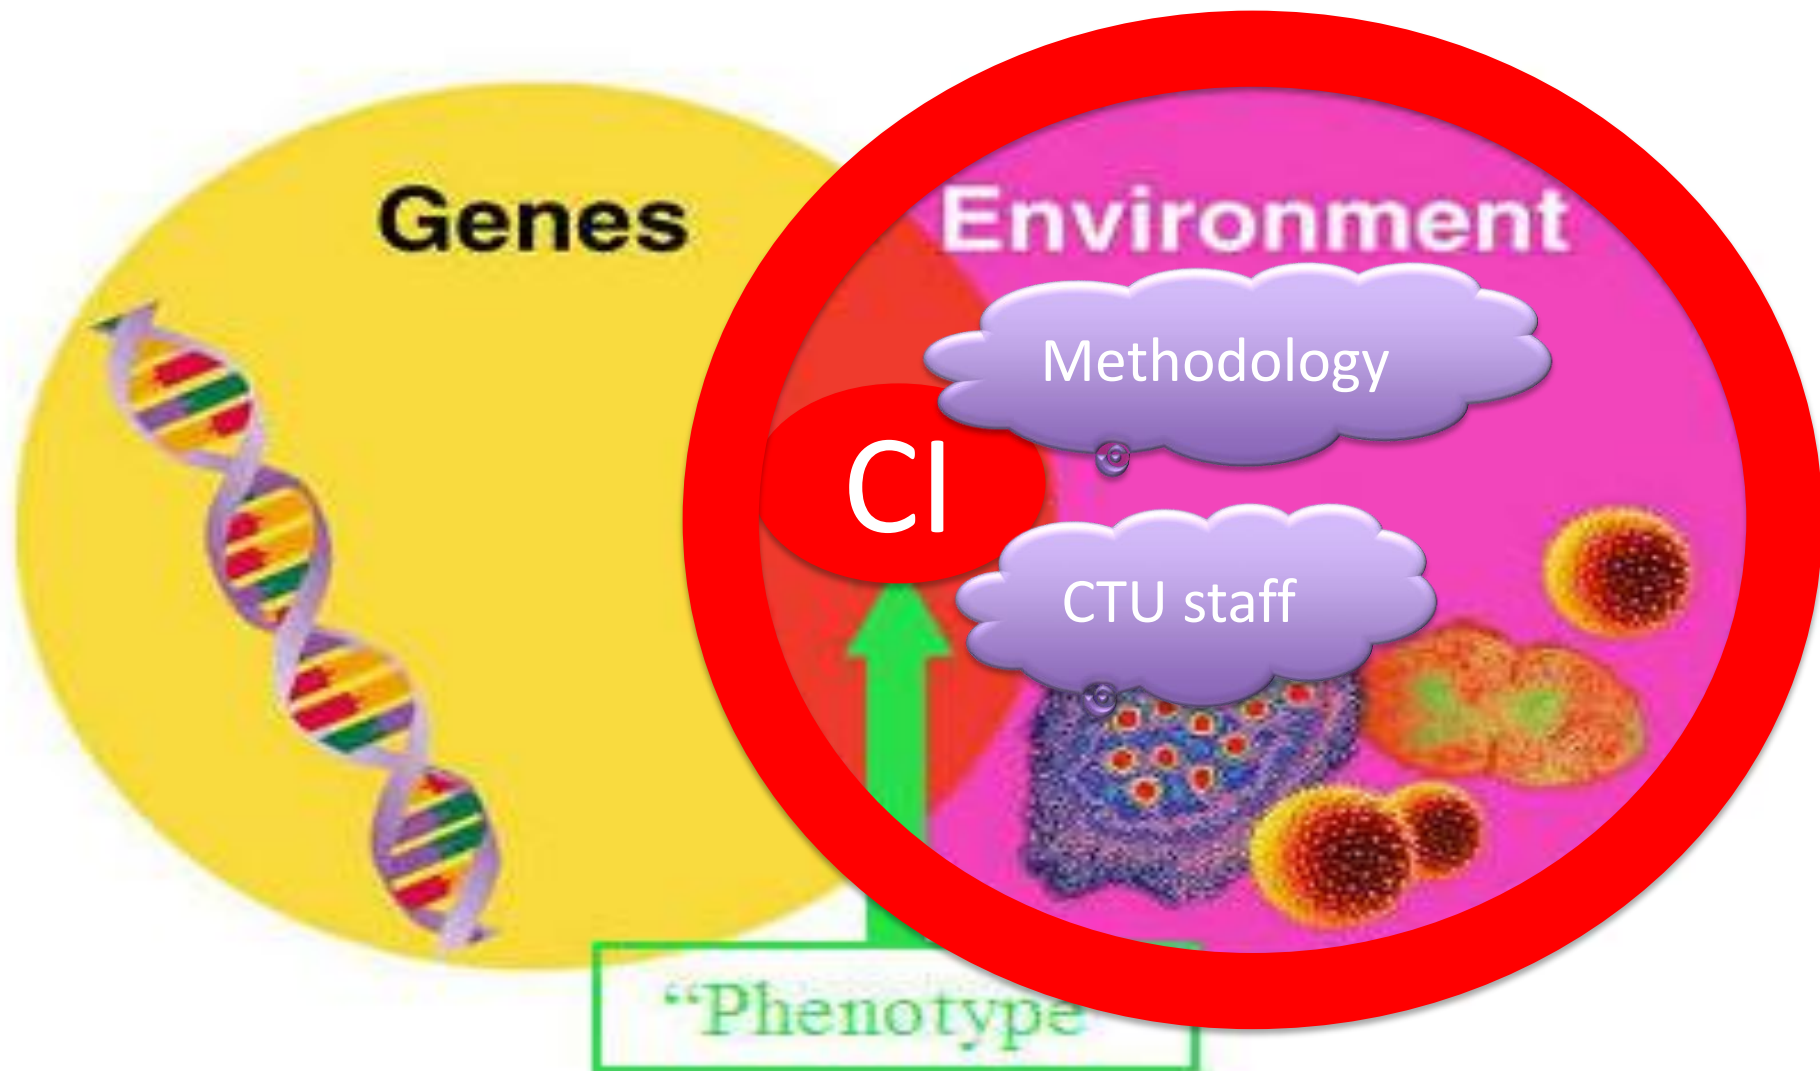 Genes
Environment
Methodology
CI
CTU staff
“Phenotype